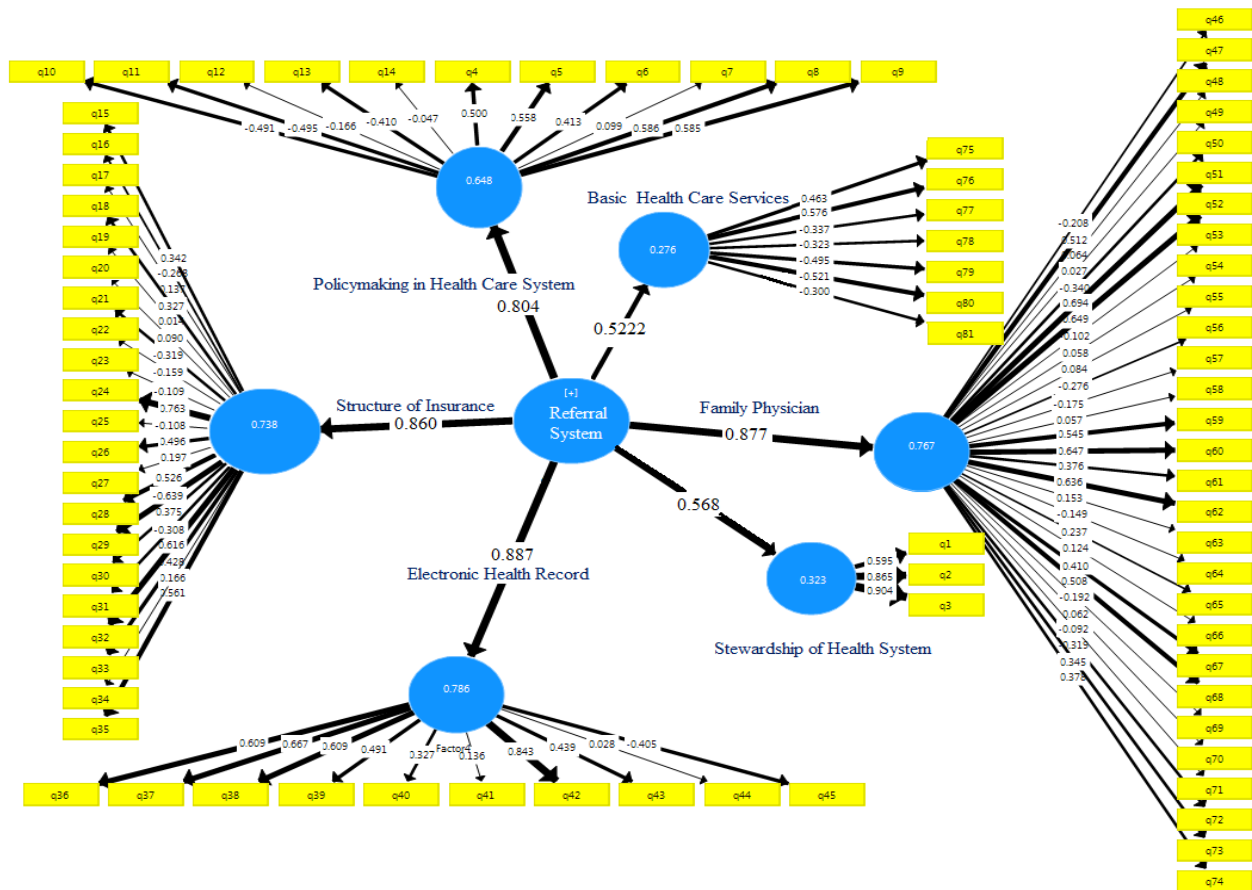 q10
q11
q12
q13
q14
q4
q5
q6
q7
q8
q9
-0.491
-0.495
-0.166
-0.410
-0.047
0.500
0.558
0.413
0.099
0.586
0.585
0.648
Policymaking in Health Care System
0.804
q15
q16
q17
q18
q19
q20
q21
q22
q23
q24
q25
q26
q27
q28
q29
q30
q31
q32
q33
q34
q35
0.342
-0.268
0.137
0.327
0.014
0.090
-0.319
-0.159
-0.109
0.763
-0.108
0.496
0.197
0.526
-0.639
0.375
-0.308
0.616
0.428
0.166
0.561
0.738
Structure of Insurance
0.860
[+]
Referral
System
Basic Health Care Services
0.276
0.5222
0.463
0.576
-0.337
-0.323
-0.495
-0.521
-0.300
q75
q76
q77
q78
q79
q80
q81
Family Physician
0.877
0.767
-0.208
0.512
0.027
-0.340
0.694
0.649
0.058
0.084
-0.276
-0.175
0.057
0.545
0.647
0.376
0.636
0.153
-0.149
0.237
0.124
0.410
0.508
-0.192
0.062
-0.092
-0.319
0.345
0.378
q46
q47
q48
q49
q50
q51
q52
q53
q54
q55
q56
q57
q58
q59
q60
q61
q62
q63
q64
q65
q66
q67
q68
q69
q70
q71
q72
q73
q74
0.568
0.323
0.595
0.865
0.904
q1
q2
q3
Stewardship of Health System
0.887
Electronic Health Record
0.786
Factor4
0.609
0.667
0.609
0.491
0.327
0.136
0.843
0.439
0.028
-0.405
q36
q37
q38
q39
q40
q41
q42
q43
q44
q45